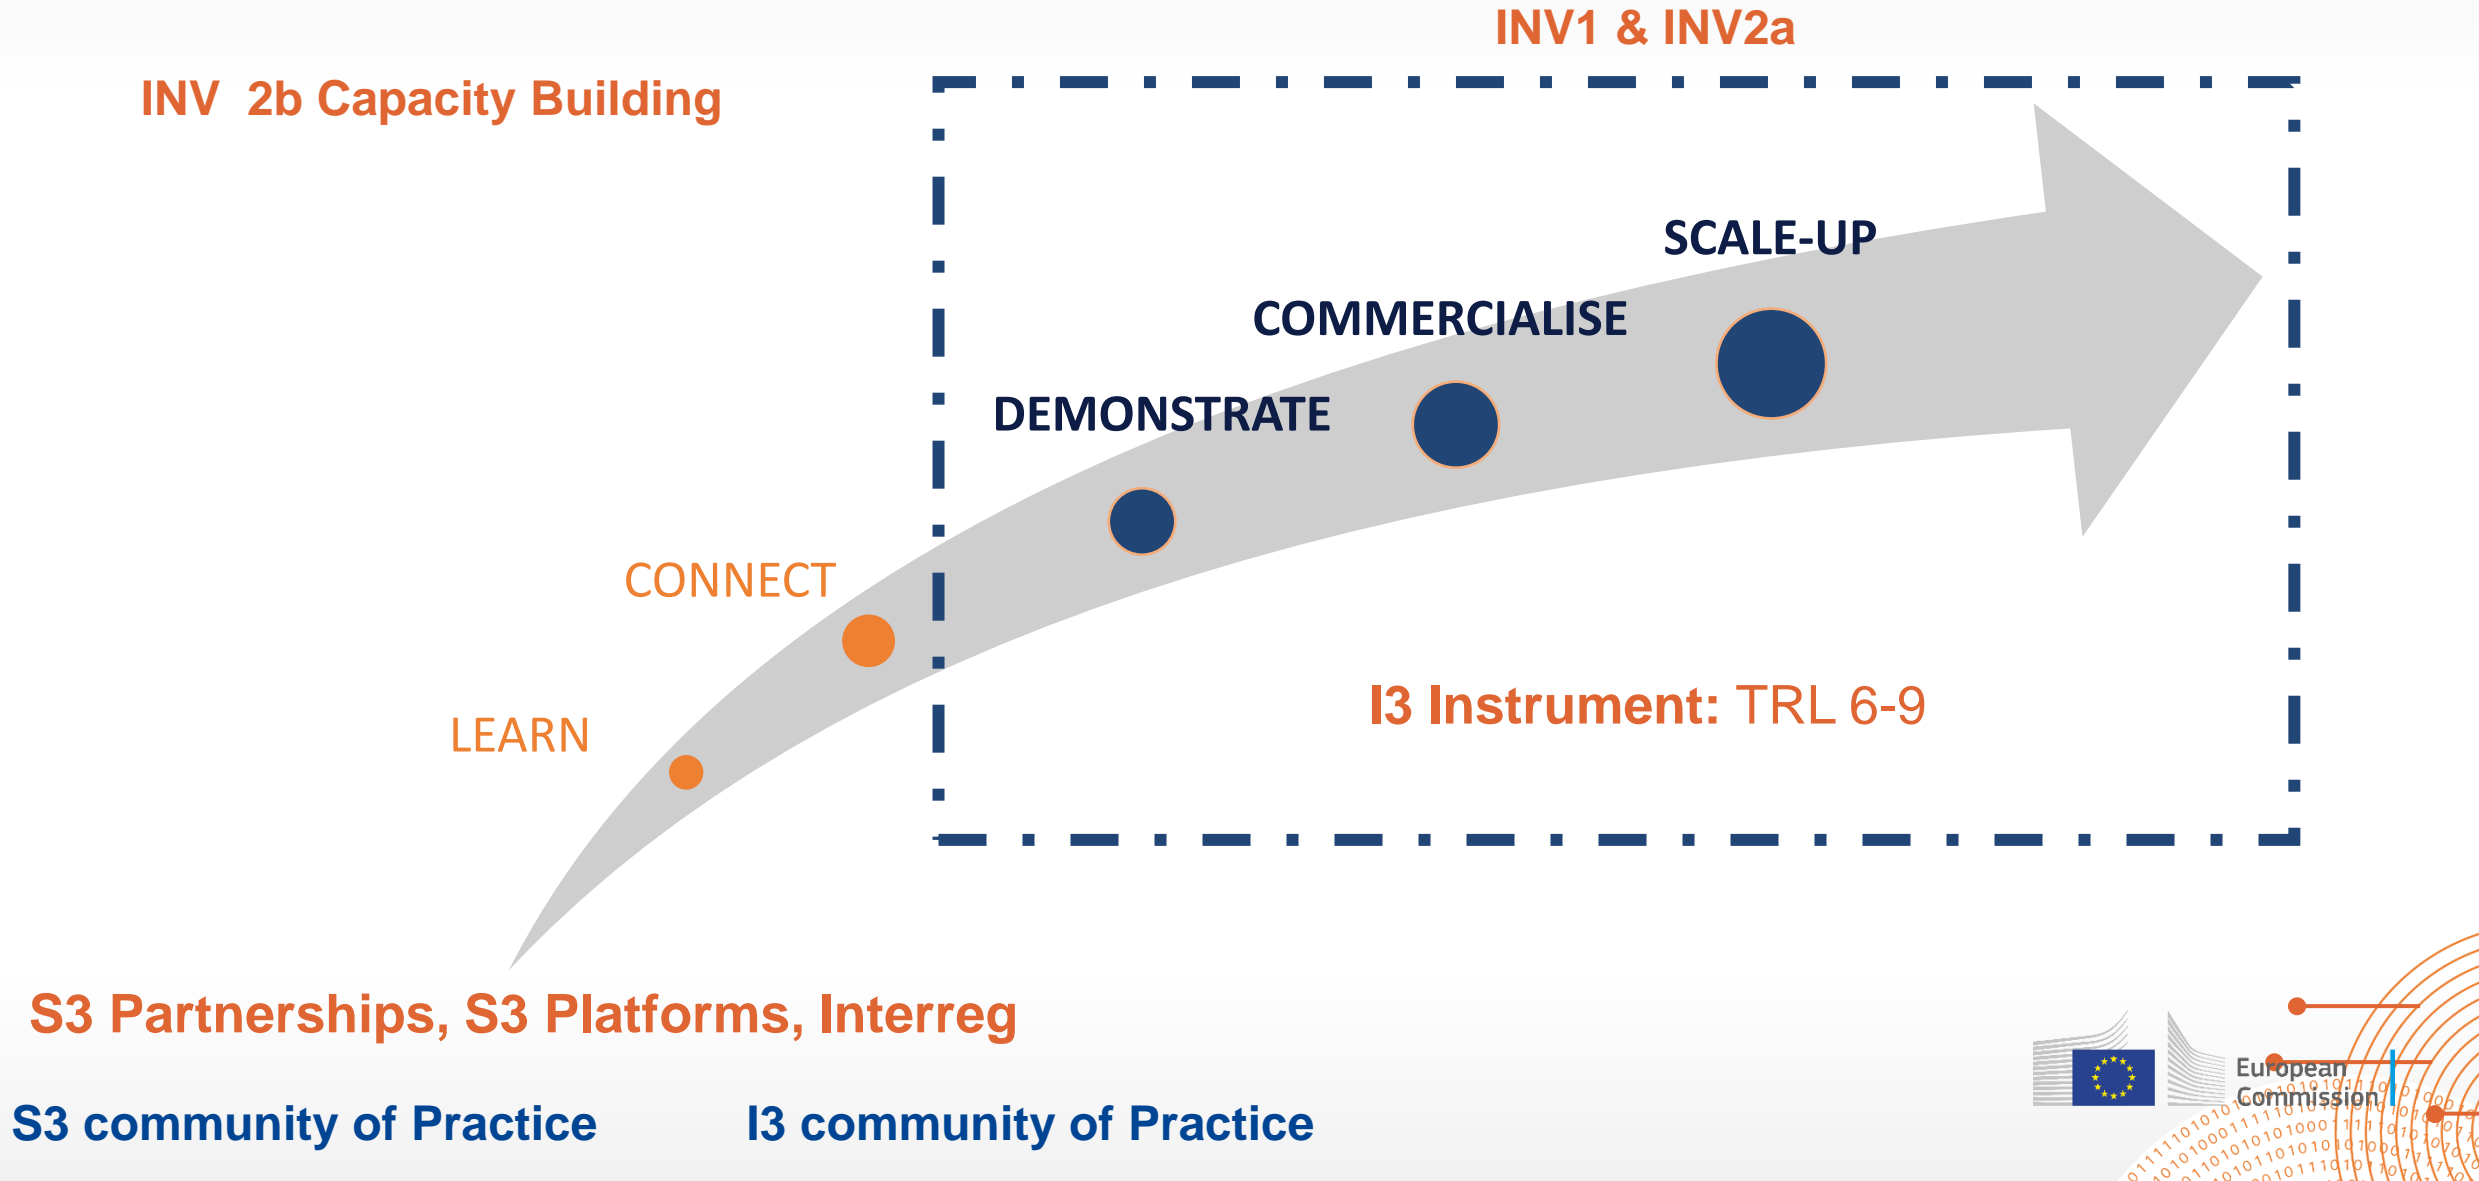 INV1 & INV2a
INV 2b Capacity Building
SCALE-UP
COMMERCIALISE
DEMONSTRATE
CONNECT
I3 Instrument: TRL 6-9
LEARN
S3 Partnerships, S3 Platforms, Interreg
European
Commission
S3 community of Practice
I3 community of Practice